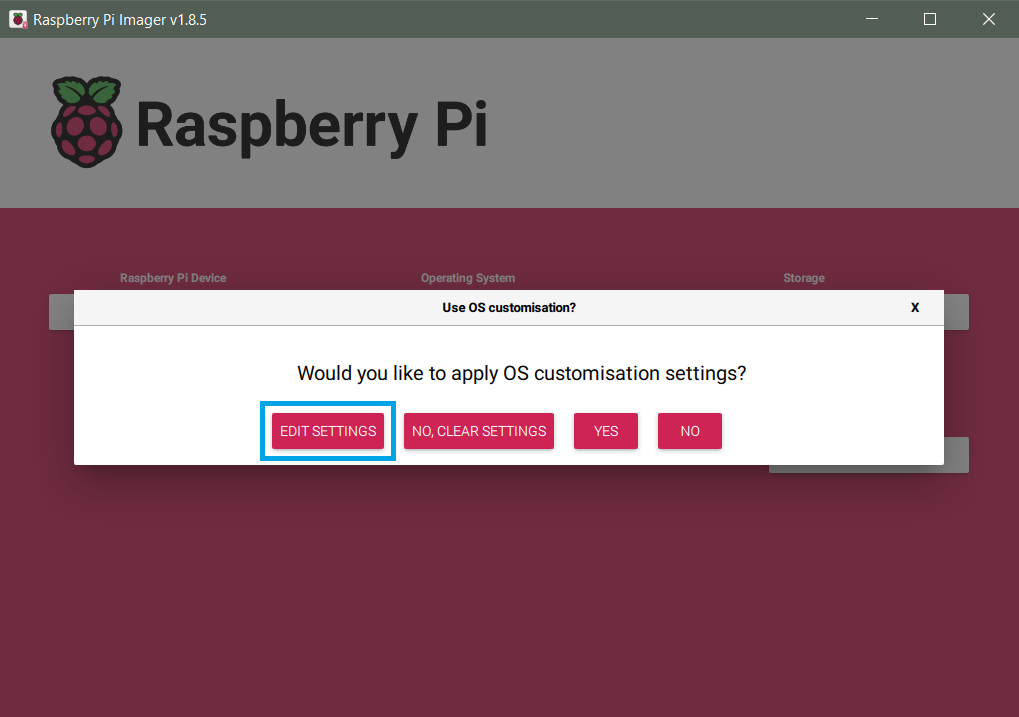 Raspberry Pi Imager v1.8.5
Raspberry Pi
Raspberry Pi Device Operating System Storage
Use OS customisation? X
Would you like to apply OS customisation settings?
EDIT SETTINGS NO, CLEAR SETTINGS YES NO